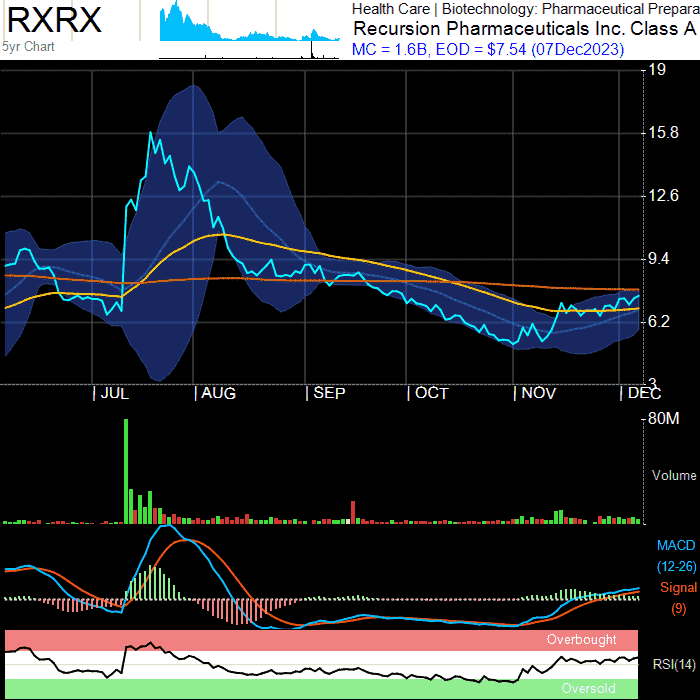 RXRX
5yr Chart
Health Care | Biotechnology: Pharmaceutical Prepara
Recursion Pharmaceuticals Inc. Class A
MC = 1.6B, EOD = $7.54 (07Dec2023)
19
15.8
12.6
9.4
6.2
3
| JUL | AUG | SEP | OCT | NOV | DEC
80M
Volume
MACD
(12-26)
Signal
(9)
Overbought
RSI(14)
Oversold